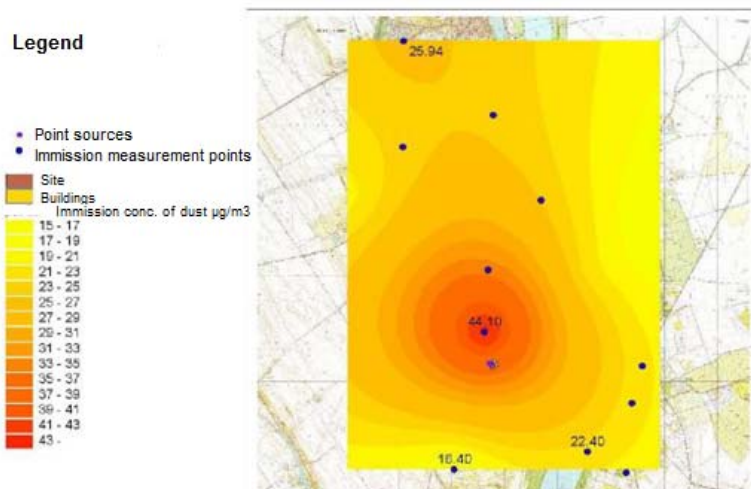 Legend
Point sources
Immission measurement points
Site
Buildings
Immission conc. of dust µg/m3
15 - 17
17 - 19
19 - 21
21 - 23
23 - 25
25 - 27
27 - 29
29 - 31
31 - 33
33 - 35
35 - 37
37 - 39
39 - 41
41 - 43
43 -
25.94
44.10
22.40
16.40